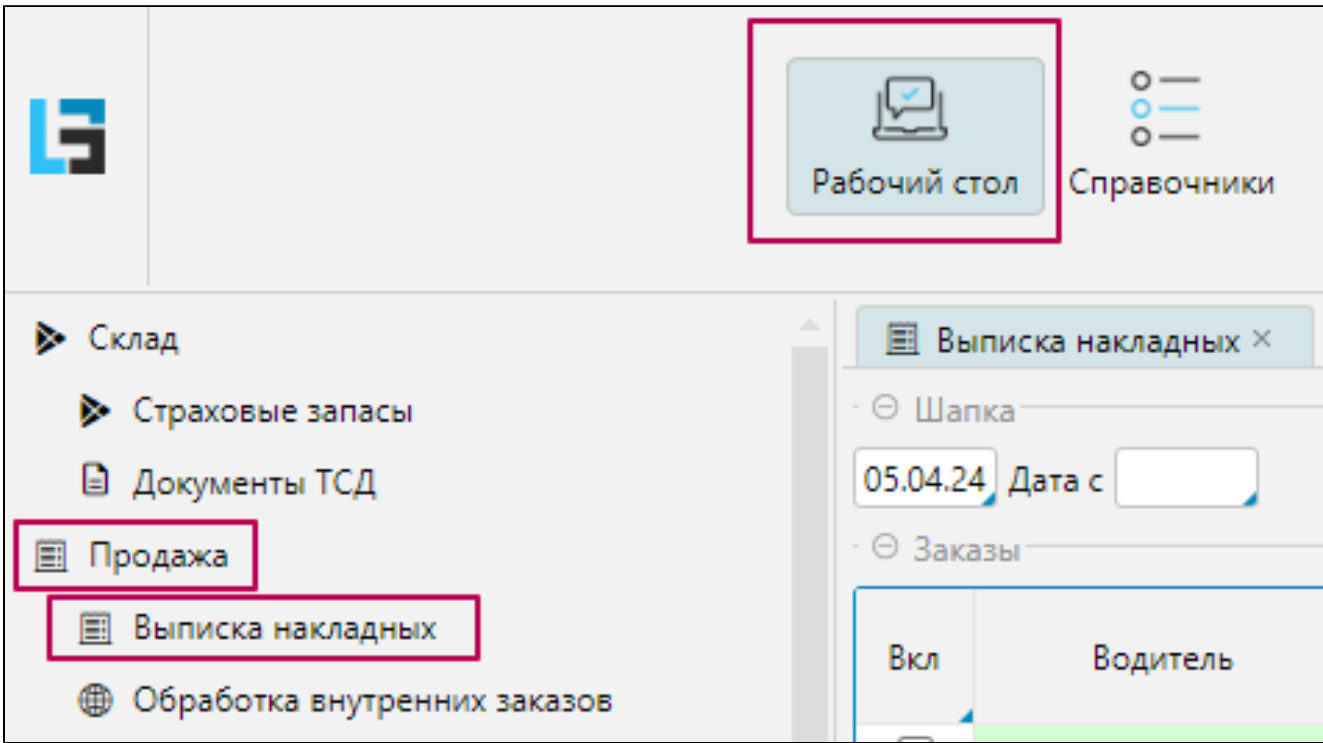 Рабочий стол
Справочники
Склад
Страховые запасы
Документы ТСД
Продажа
Выписка накладных
Обработка внутренних заказов
Выписка накладных ×
Шапка
05.04.24 Дата с
Заказы
Вкл Водитель